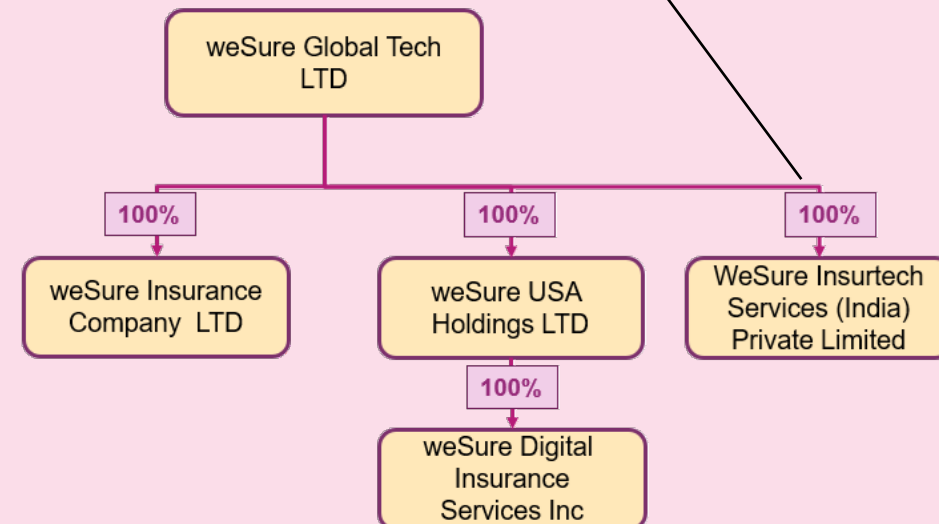 weSure Global Tech
LTD
100%
100%
100%
weSure Insurance
Company LTD
weSure USA
Holdings LTD
WeSure Insurtech
Services (India)
Private Limited
100%
weSure Digital
Insurance
Services Inc